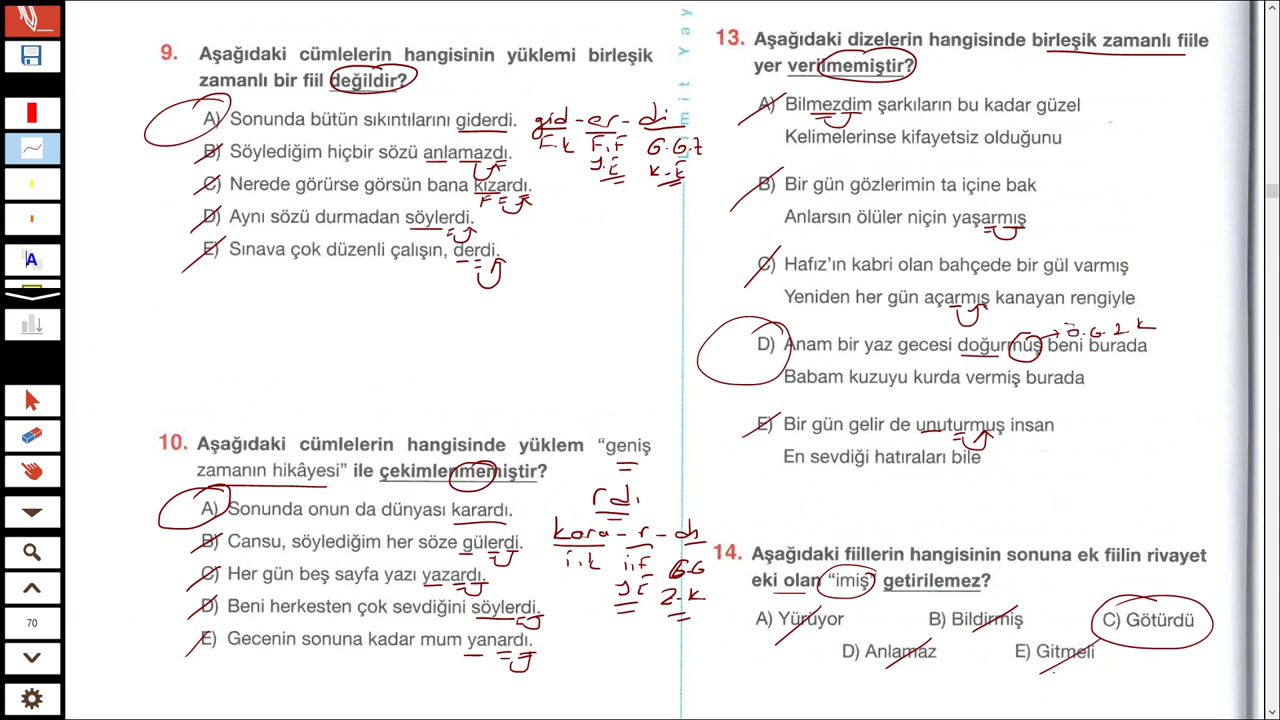 9. Aşağıdaki cümlelerin hangisinin yüklemi birleşik
zamanlı bir fiil değildir?
A) Sonunda bütün sıkıntılarını giderdi.
gid - er - di
F.k F.F G.G.Z
Y.E k-E
B) Söylediğim hiçbir sözü anlamazdı.
F
C) Nerede görürse görsün bana kızardı.
F
D) Aynı sözü durmadan söylerdi.
E) Sınava çok düzenli çalışın, derdi.
10. Aşağıdaki cümlelerin hangisinde yüklem “geniş
zamanın hikâyesi” ile çekimlenmemiştir?
r di
A) Sonunda onun da dünyası karardı.
kara - r - dı
i.k i.F G.G
Y.E Z.k
B) Cansu, söylediğim her söze gülerdi.
C) Her gün beş sayfa yazı yazardı.
D) Beni herkesten çok sevdiğini söylerdi.
E) Gecenin sonuna kadar mum yanardı.
Ümit Yay
13. Aşağıdaki dizelerin hangisinde birleşik zamanlı fiile
yer verilmemiştir?
A) Bilmezdim şarkıların bu kadar güzel
Kelimelerinse kifayetsiz olduğunu
B) Bir gün gözlerimin ta içine bak
Anlarsın ölüler niçin yaşarmış
C) Hafız’ın kabri olan bahçede bir gül varmış
Yeniden her gün açarmış kanayan rengiyle
Ö.G.Z.k
D) Anam bir yaz gecesi doğurmuş beni burada
Babam kuzuyu kurda vermiş burada
E) Bir gün gelir de unuturmuş insan
En sevdiği hatıraları bile
14. Aşağıdaki fiillerin hangisinin sonuna ek fiilin rivayet
eki olan “imiş” getirilemez?
A) Yürüyor B) Bildirmiş C) Götürdü
D) Anlamaz E) Gitmeli
A
70